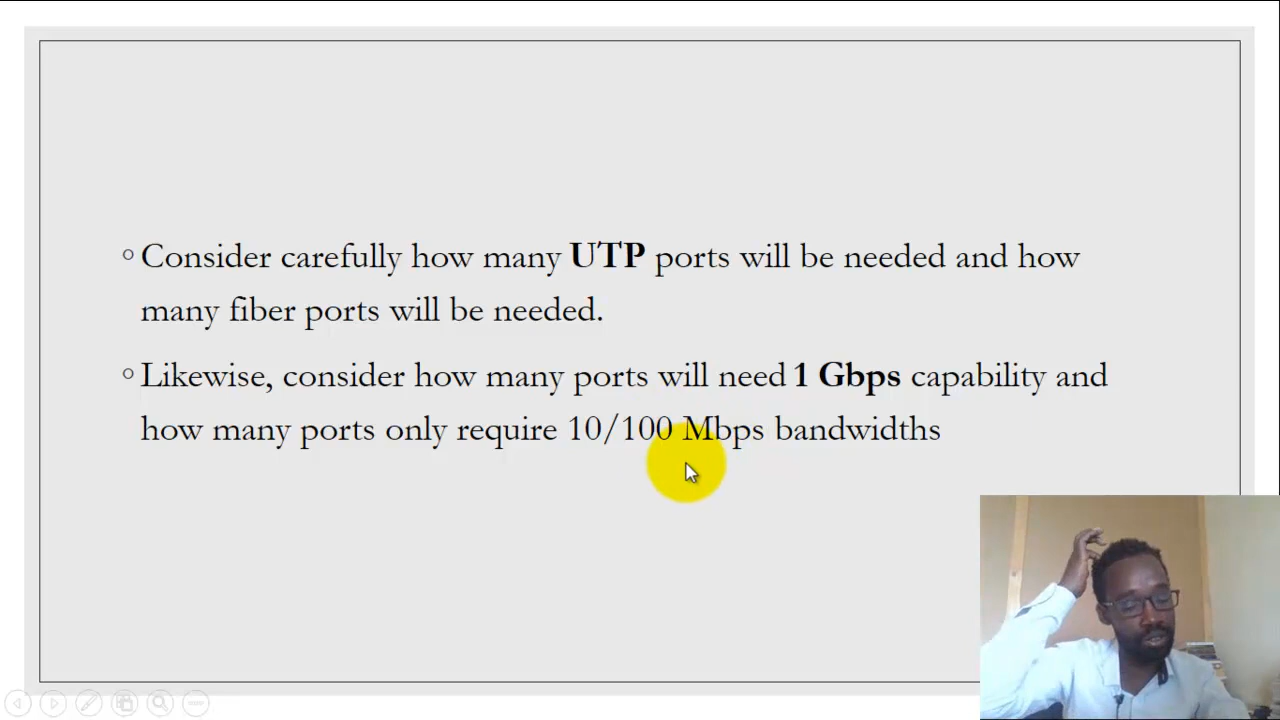 Consider carefully how many UTP ports will be needed and how
many fiber ports will be needed.
Likewise, consider how many ports will need 1 Gbps capability and
how many ports only require 10/100 Mbps bandwidths